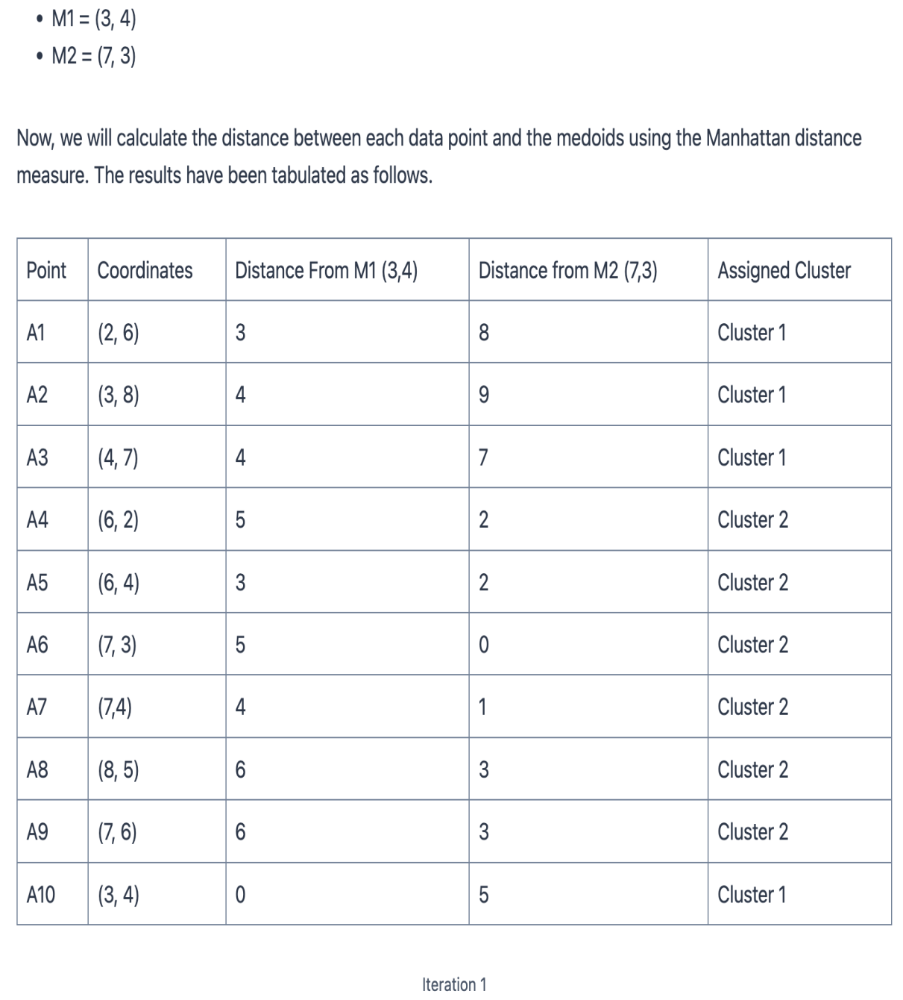 • M1 = (3, 4)
• M2 = (7, 3)
Now, we will calculate the distance between each data point and the medoids using the Manhattan distance
measure. The results have been tabulated as follows.
Point Coordinates Distance From M1 (3,4) Distance from M2 (7,3) Assigned Cluster
A1 (2, 6) 3 8 Cluster 1
A2 (3, 8) 4 9 Cluster 1
A3 (4, 7) 4 7 Cluster 1
A4 (6, 2) 5 2 Cluster 2
A5 (6, 4) 3 2 Cluster 2
A6 (7, 3) 5 0 Cluster 2
A7 (7,4) 4 1 Cluster 2
A8 (8, 5) 6 3 Cluster 2
A9 (7, 6) 6 3 Cluster 2
A10 (3, 4) 0 5 Cluster 1
Iteration 1